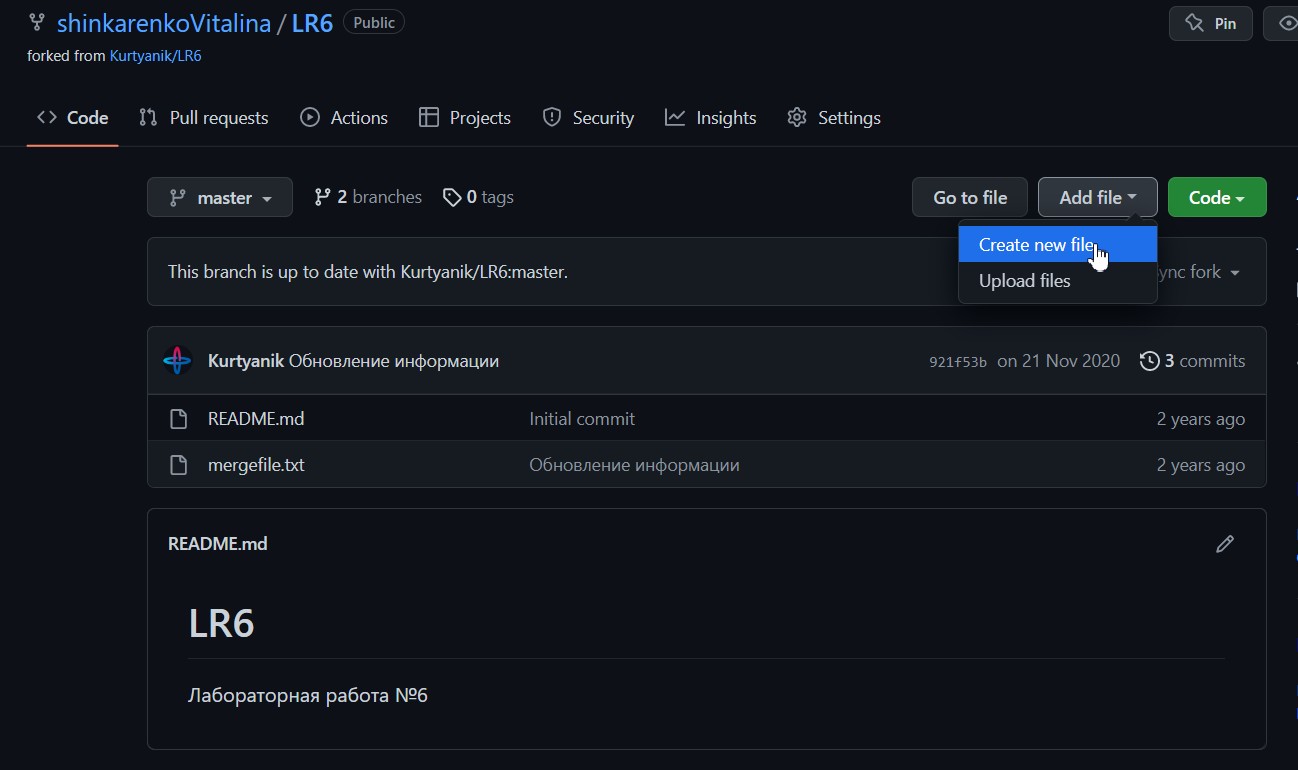 shinkarenkoVitalina / LR6 Public
Pin
forked from Kurtyanik/LR6
Code Pull requests Actions Projects Security Insights Settings
master 2 branches 0 tags Go to file Add file Code
Create new file
Upload files
This branch is up to date with Kurtyanik/LR6:master.
fork
Kurtyanik Обновление информации 921f53b on 21 Nov 2020 3 commits
README.md Initial commit 2 years ago
mergefile.txt Обновление информации 2 years ago
README.md
LR6
Лабораторная работа №6